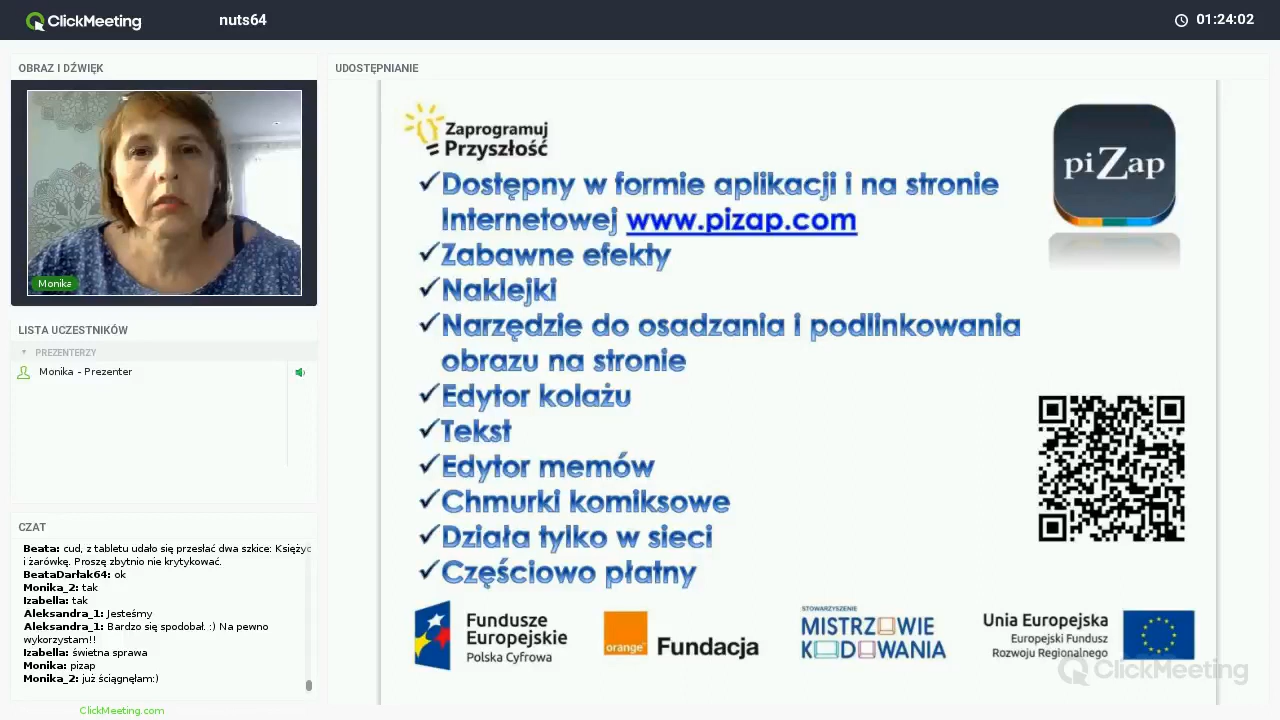 ClickMeeting
nuts64
01:24:02
OBRAZ I DŹWIĘK
Monika
LISTA UCZESTNIKÓW
PREZENTERZY
Monika - Prezenter
CZAT
Beata: cud, z tabletu udało się przesłać dwa szkice: Księżyc
i żarówkę. Proszę zbytnio nie krytykować.
BeataDarłak64: ok
Monika_2: tak
Izabella: tak
Aleksandra_1: Jesteśmy
Aleksandra_1: Bardzo się spodobał. :) Na pewno
wykorzystam!!
Izabella: świetna sprawa
Monika: pizap
Monika_2: już ściągnęłam:)
ClickMeeting.com
UDOSTĘPNIANIE
Zaprogramuj
Przyszłość
piZap
✓Dostępny w formie aplikacji i na stronie
Internetowej www.pizap.com
✓Zabawne efekty
✓Naklejki
✓Narzędzie do osadzania i podlinkowania
obrazu na stronie
✓Edytor kolażu
✓Tekst
✓Edytor memów
✓Chmurki komiksowe
✓Działa tylko w sieci
✓Częściowo płatny
Fundusze
Europejskie
Polska Cyfrowa
orange
Fundacja
STOWARZYSZENIE
MISTRZOWIE
KODOWANIA
Unia Europejska
Europejski Fundusz
Rozwoju Regionalnego
ClickMeeting